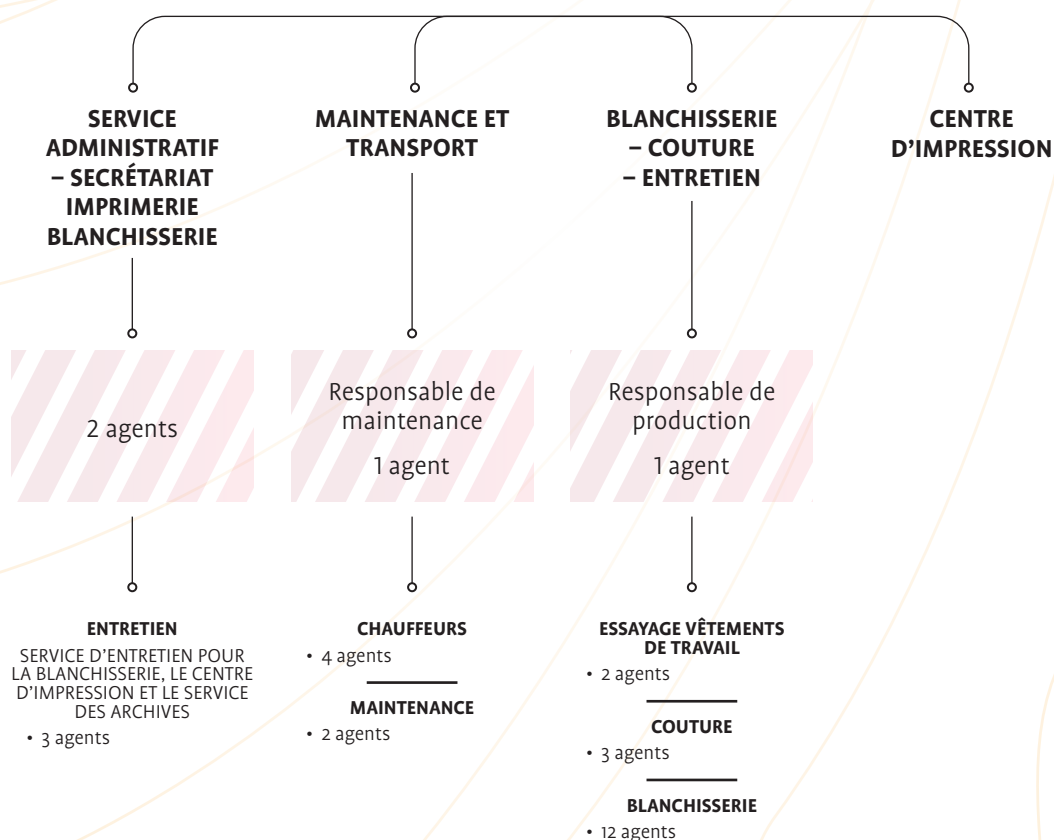 SERVICE
ADMINISTRATIF
– SECRÉTARIAT
IMPRIMERIE
BLANCHISSERIE
2 agents
ENTRETIEN
SERVICE D’ENTRETIEN POUR
LA BLANCHISSERIE, LE CENTRE
D’IMPRESSION ET LE SERVICE
DES ARCHIVES
• 3 agents
MAINTENANCE ET
TRANSPORT
Responsable de
maintenance
1 agent
CHAUFFEURS
• 4 agents
MAINTENANCE
• 2 agents
BLANCHISSERIE
– COUTURE
– ENTRETIEN
Responsable de
production
1 agent
ESSAYAGE VÊTEMENTS
DE TRAVAIL
• 2 agents
COUTURE
• 3 agents
BLANCHISSERIE
• 12 agents
CENTRE
D’IMPRESSION